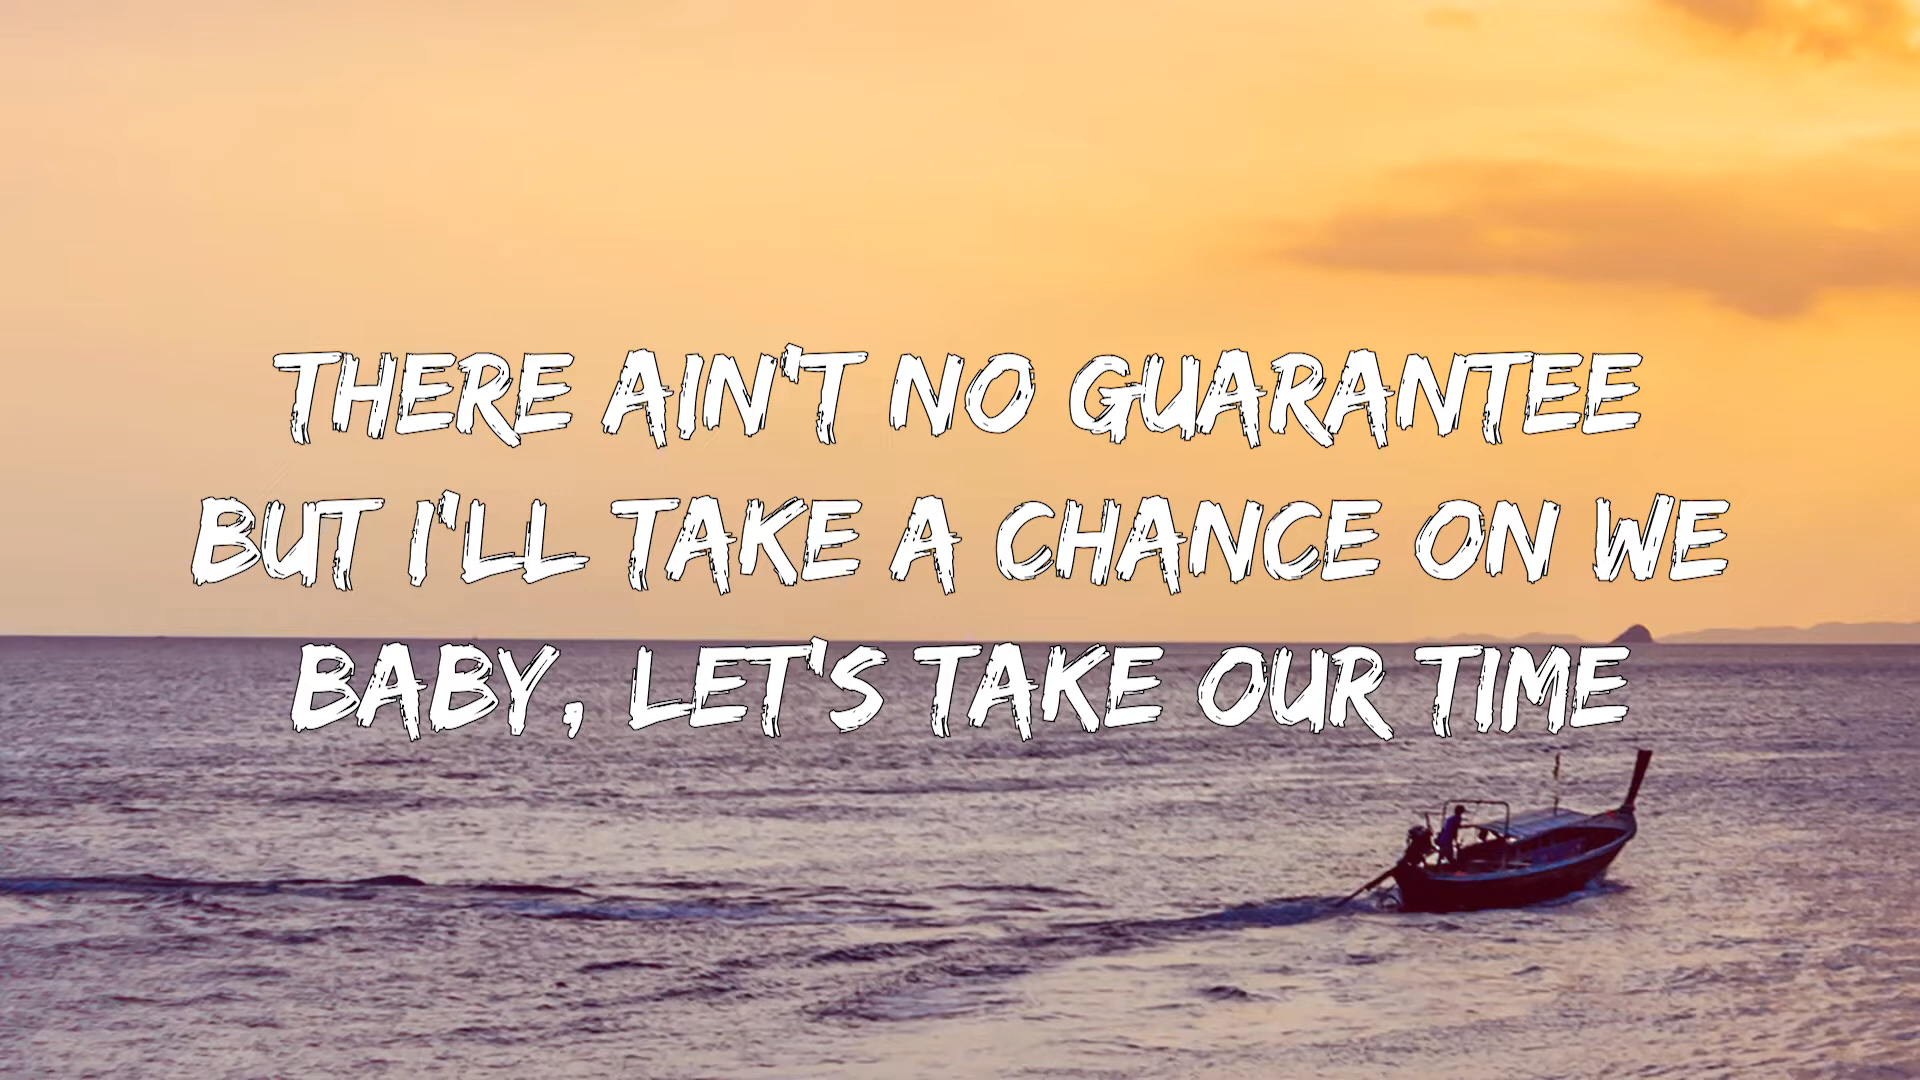 THERE AIN'T NO GUARANTEE
BUT I'LL TAKE A CHANCE ON WE
BABY, LET'S TAKE OUR TIME